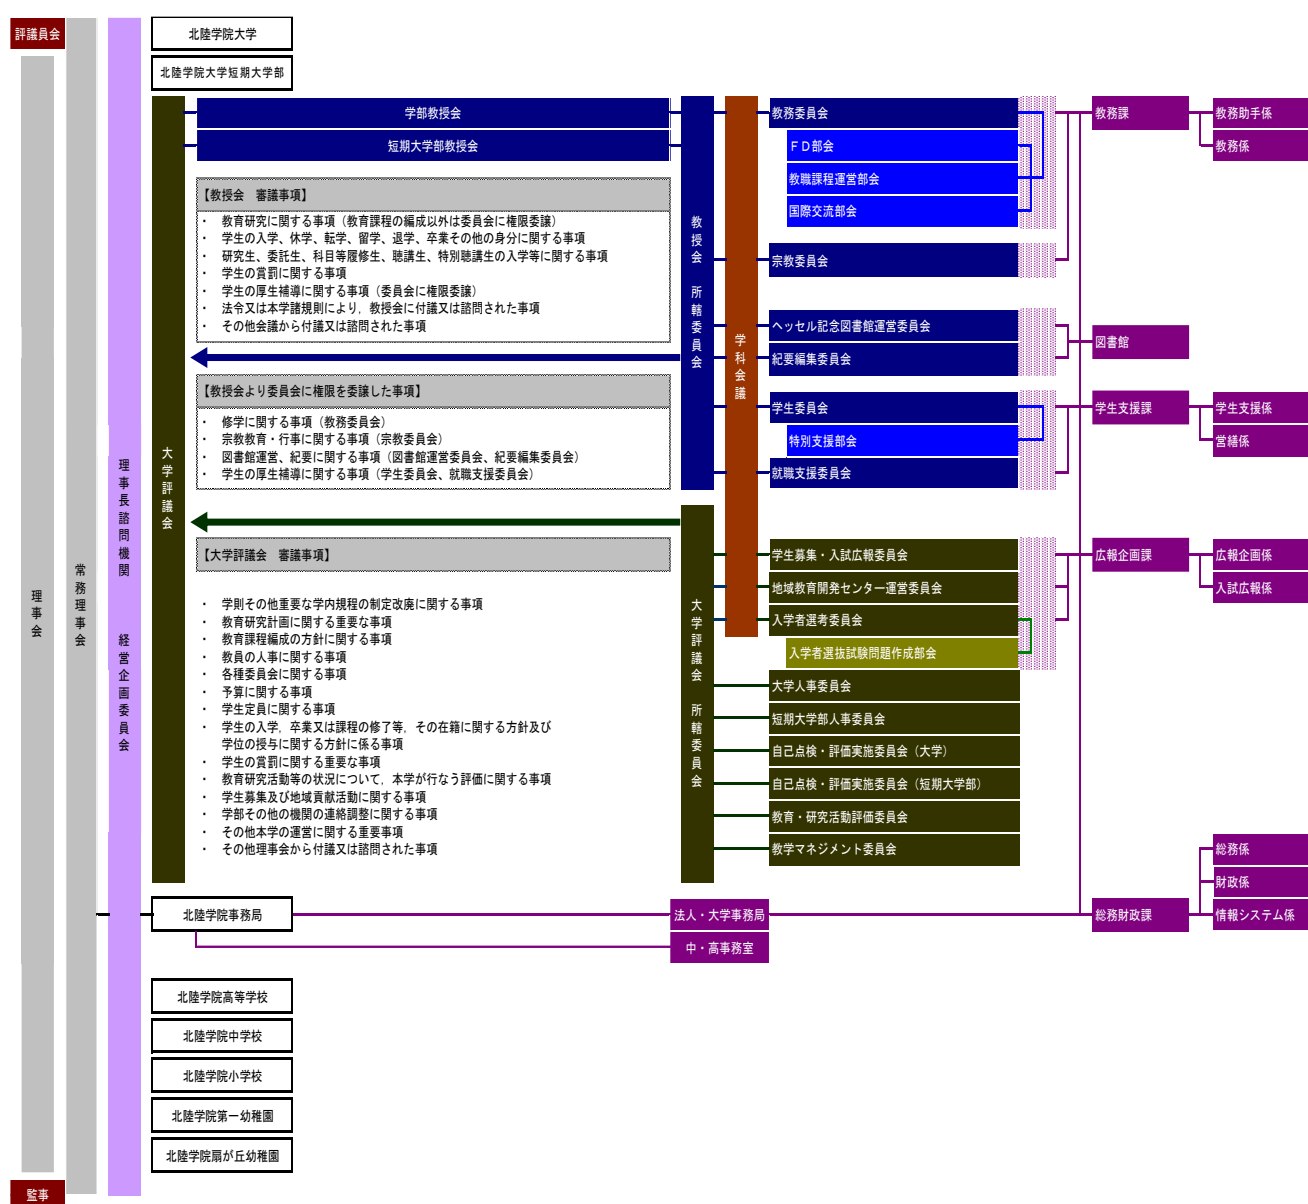 評議員会
理事会
監事
常務理事会
理事長諮問機関　経営企画委員会
北陸学院大学
北陸学院大学短期大学部
大学評議会
学部教授会
短期大学部教授会
【教授会　審議事項】
・　教育研究に関する事項（教育課程の編成以外は委員会に権限委譲）
・　学生の入学、休学、転学、留学、退学、卒業その他の身分に関する事項
・　研究生、委託生、科目等履修生、聴講生、特別聴講生の入学等に関する事項
・　学生の賞罰に関する事項
・　学生の厚生補導に関する事項（委員会に権限委譲）
・　法令又は本学諸規則により，教授会に付議又は諮問された事項
・　その他会議から付議又は諮問された事項
【教授会より委員会に権限を委譲した事項】
・　修学に関する事項（教務委員会）
・　宗教教育・行事に関する事項（宗教委員会）
・　図書館運営、紀要に関する事項（図書館運営委員会、紀要編集委員会）
・　学生の厚生補導に関する事項（学生委員会、就職支援委員会）
【大学評議会　審議事項】
・　学則その他重要な学内規程の制定改廃に関する事項
・　教育研究計画に関する重要な事項
・　教育課程編成の方針に関する事項
・　教員の人事に関する事項
・　各種委員会に関する事項
・　予算に関する事項
・　学生定員に関する事項
・　学生の入学，卒業又は課程の修了等，その在籍に関する方針及び
学位の授与に関する方針に係る事項
・　学生の賞罰に関する重要な事項
・　教育研究活動等の状況について，本学が行なう評価に関する事項
・　学生募集及び地域貢献活動に関する事項
・　学部その他の機関の連絡調整に関する事項
・　その他本学の運営に関する重要事項
・　その他理事会から付議又は諮問された事項
教授会　所轄委員会
大学評議会　所轄委員会
学科会議
教務委員会
ＦＤ部会
教職課程運営部会
国際交流部会
宗教委員会
ヘッセル記念図書館運営委員会
紀要編集委員会
学生委員会
特別支援部会
就職支援委員会
学生募集・入試広報委員会
地域教育開発センター運営委員会
入学者選考委員会
入学者選抜試験問題作成部会
大学人事委員会
短期大学部人事委員会
自己点検・評価実施委員会（大学）
自己点検・評価実施委員会（短期大学部）
教育・研究活動評価委員会
教学マネジメント委員会
教務課
教務助手係
教務係
図書館
学生支援課
学生支援係
営繕係
広報企画課
広報企画係
入試広報係
総務係
財政係
総務財政課
情報システム係
北陸学院事務局
法人・大学事務局
中・高事務室
北陸学院高等学校
北陸学院中学校
北陸学院小学校
北陸学院第一幼稚園
北陸学院扇が丘幼稚園